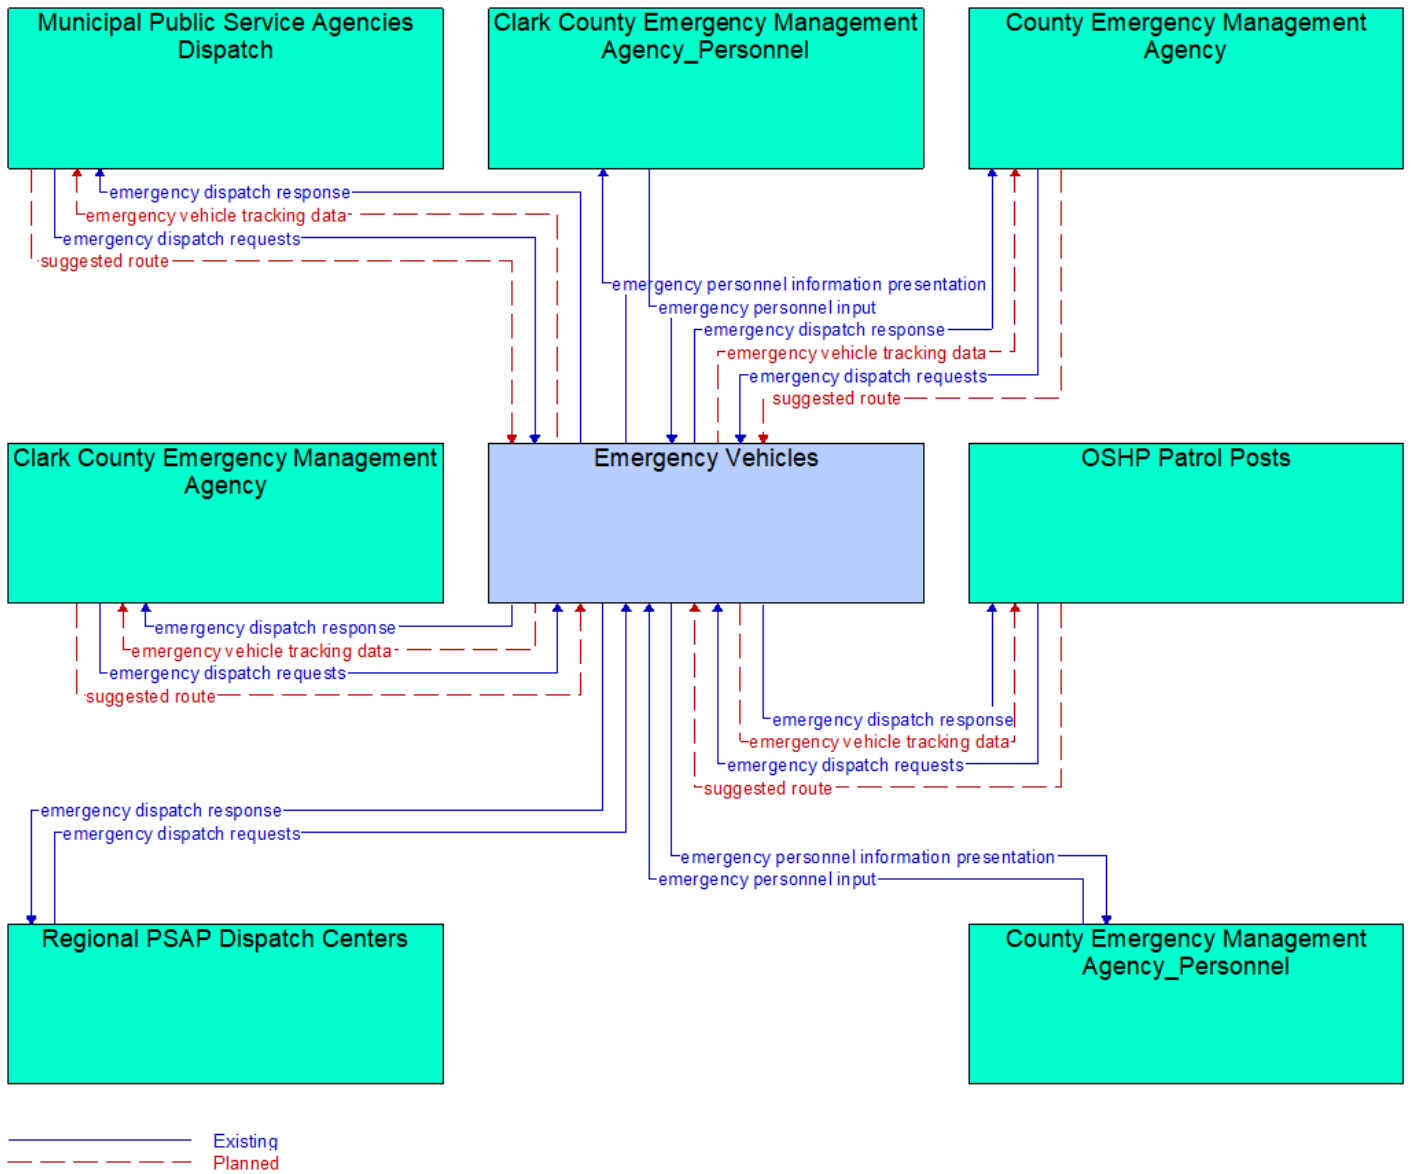 Municipal Public Service Agencies
Dispatch
Clark County Emergency Management
Agency_Personnel
County Emergency Management
Agency
emergency dispatch response
emergency vehicle tracking data
emergency dispatch requests
suggested route
emergency personnel information presentation
emergency personnel input
emergency dispatch response
emergency vehicle tracking data
emergency dispatch requests
suggested route
Clark County Emergency Management
Agency
Emergency Vehicles
OSHP Patrol Posts
emergency dispatch response
emergency vehicle tracking data
emergency dispatch requests
suggested route
emergency dispatch response
emergency vehicle tracking data
emergency dispatch requests
suggested route
emergency dispatch response
emergency dispatch requests
emergency personnel information presentation
emergency personnel input
Regional PSAP Dispatch Centers
County Emergency Management
Agency_Personnel
Existing
Planned